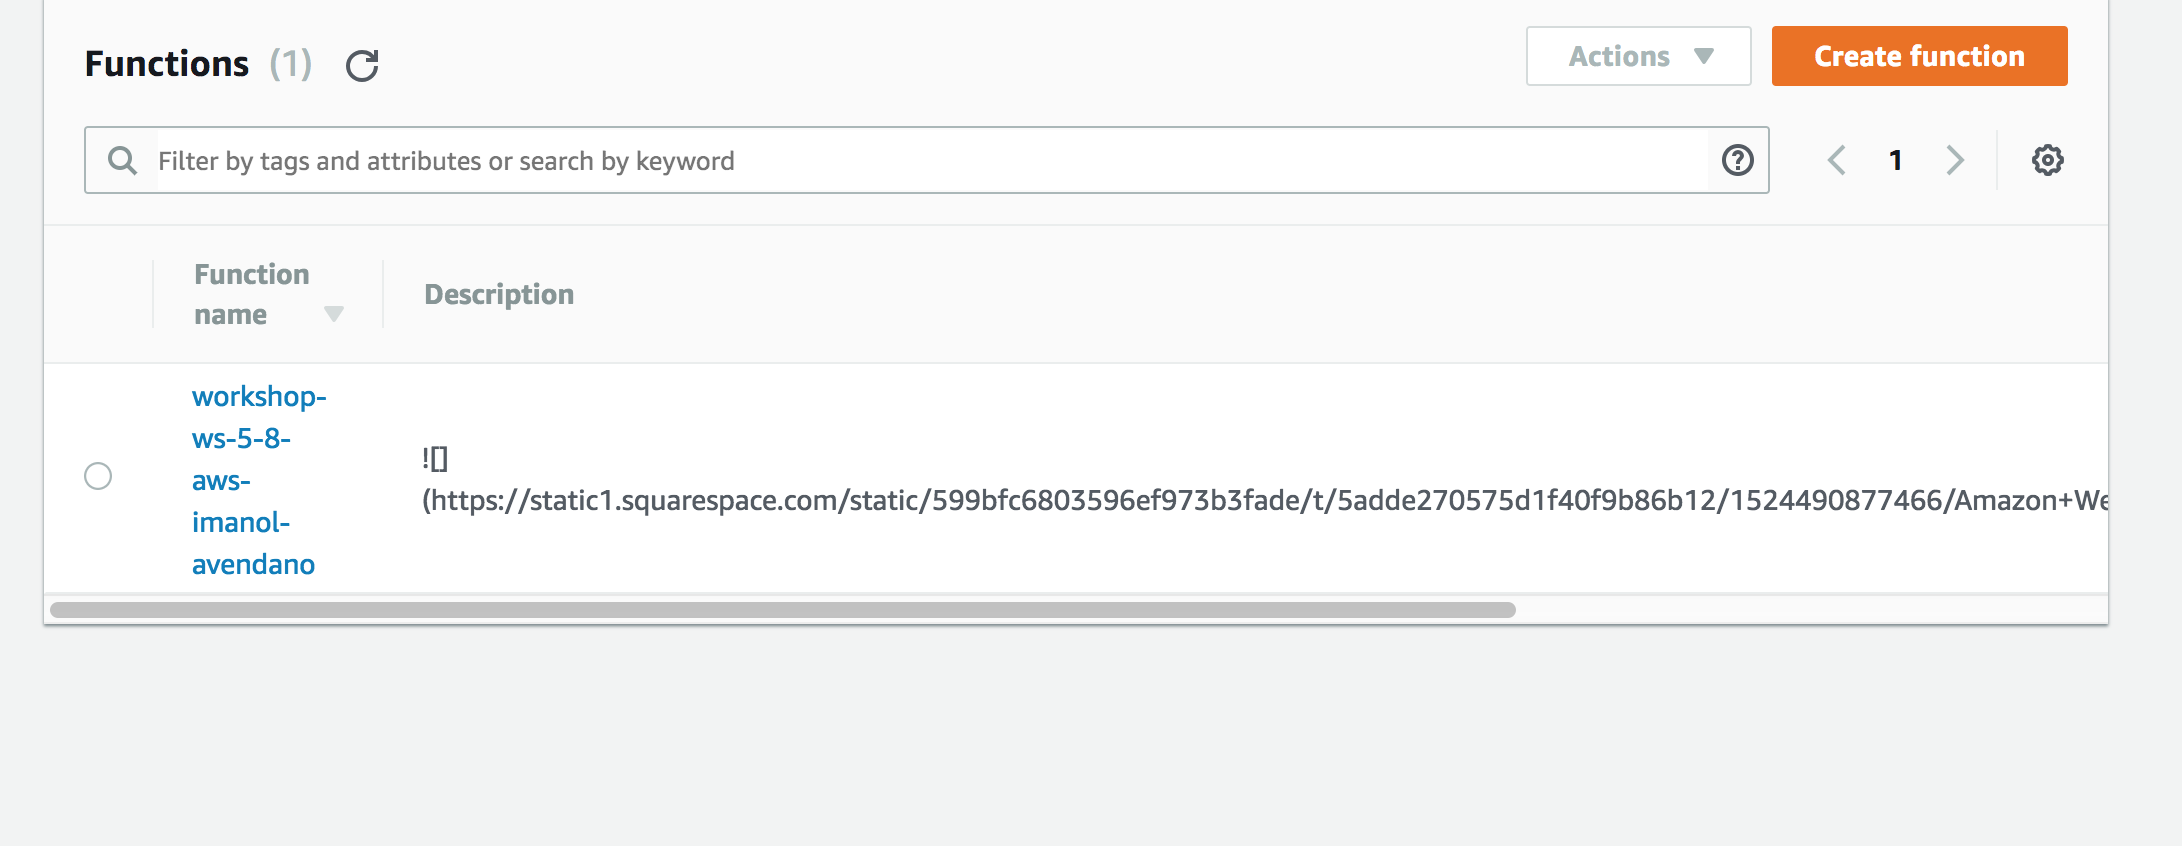 Functions (1)
Actions
Create function
Filter by tags and attributes or search by keyword
1
Function
name
Description
workshop-
ws-5-8-
aws-
imanol-
avendano
![]
(https://static1.squarespace.com/static/599bfc6803596ef973b3fade/t/5adde270575d1f40f9b86b12/1524490877466/Amazon+We